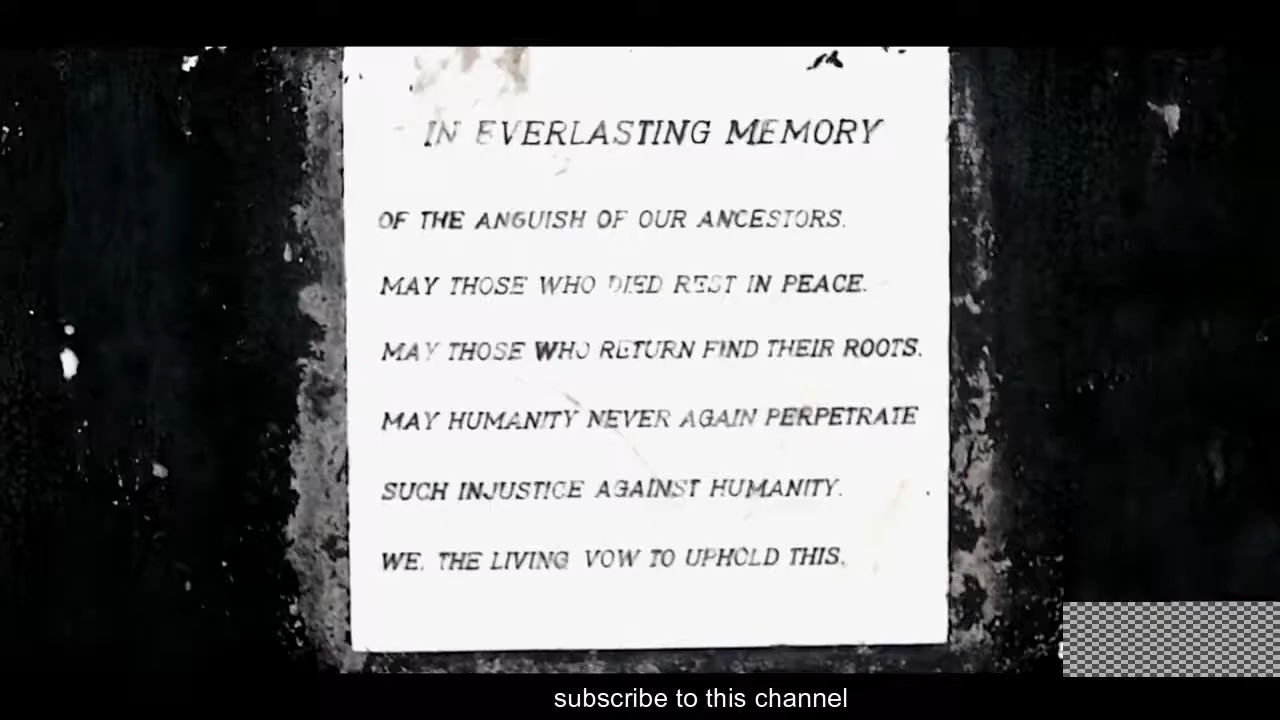 IN EVERLASTING MEMORY
OF THE ANGUISH OF OUR ANCESTORS.
MAY THOSE WHO DIED REST IN PEACE.
MAY THOSE WHO RETURN FIND THEIR ROOTS.
MAY HUMANITY NEVER AGAIN PERPETRATE
SUCH INJUSTICE AGAINST HUMANITY.
WE, THE LIVING VOW TO UPHOLD THIS.
subscribe to this channel